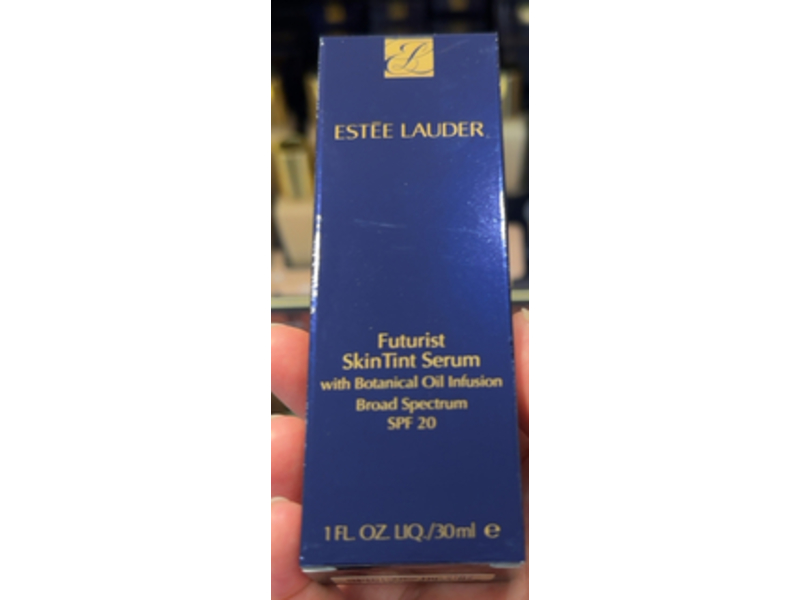 ESTĒE LAUDER
Futurist
SkinTint Serum
with Botanical Oil Infusion
Broad Spectrum
SPF 20
1 FL. OZ. LIQ./30ml e